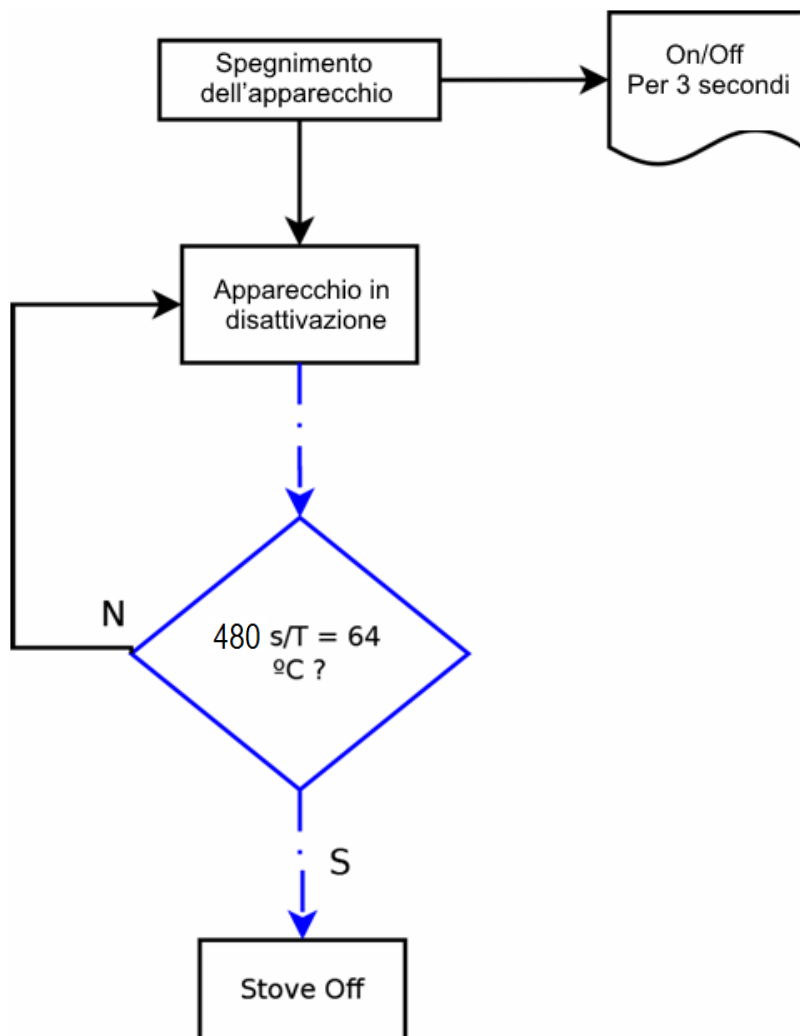 Spegnimento
dell'apparecchio
On/Off
Per 3 secondi
Apparecchio in
disattivazione
N
480 s/T = 64
ºC ?
S
Stove Off